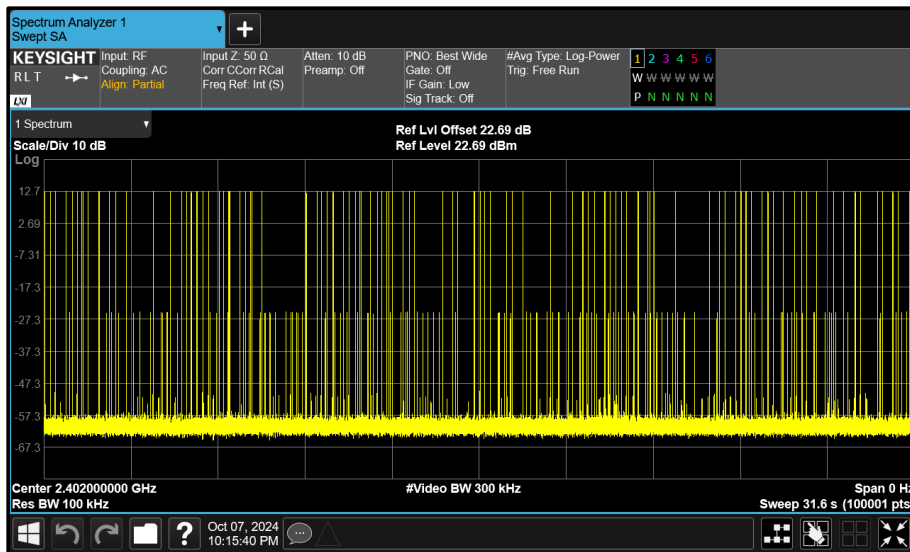 Spectrum Analyzer 1
Swept SA
+
KEYSIGHT Input: RF Input Z: 50 Ω Atten: 10 dB PNO: Best Wide #Avg Type: Log-Power 1 2 3 4 5 6
R L T Coupling: AC Corr CCorr RCal Preamp: Off Gate: Off Trig: Free Run W W W W W W
Align: Partial Freq Ref: Int (S) IF Gain: Low P N N N N N
LXI Sig Track: Off
1 Spectrum
Ref Lvl Offset 22.69 dB
Scale/Div 10 dB Ref Level 22.69 dBm
Log
12.7
2.69
-7.31
-17.3
-27.3
-37.3
-47.3
-57.3
-67.3
Center 2.402000000 GHz #Video BW 300 kHz Span 0 Hz
Res BW 100 kHz Sweep 31.6 s (100001 pts
? Oct 07, 2024
10:15:40 PM